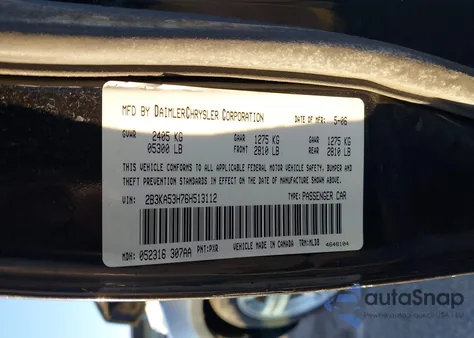 MFD BY DAIMLERCHRYSLER CORPORATION DATE OF MFR: 5-06
GVWR 2405 KG GAWR 1275 KG GAWR 1275 KG
05300 LB FRONT 2810 LB REAR 2810 LB
THIS VEHICLE CONFORMS TO ALL APPLICABLE FEDERAL MOTOR VEHICLE SAFETY, BUMPER AND
THEFT PREVENTION STANDARDS IN EFFECT ON THE DATE OF MANUFACTURE SHOWN ABOVE.
VIN: 2B3KA53H76H513112 TYPE: PASSENGER CAR
MDH: 052316 307AA PNT: PXR VEHICLE MADE IN CANADA TRM: MLDB 4648104
autoSnap